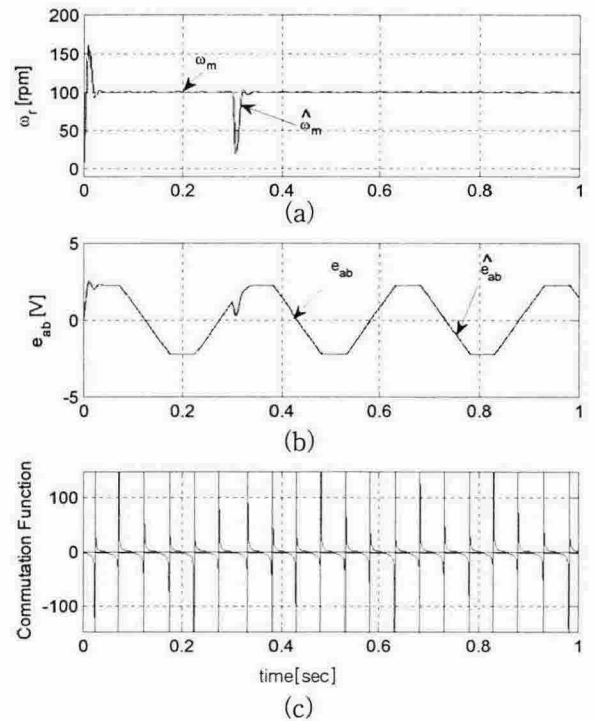 200
150
100
50
0
ω_r [rpm]
ω_m
ω̂_m
0 0.2 0.4 0.6 0.8 1
(a)
5
0
-5
e_ab [V]
e_ab
ê_ab
0 0.2 0.4 0.6 0.8 1
(b)
100
0
-100
Commutation Function
0 0.2 0.4 0.6 0.8 1
time[sec]
(c)